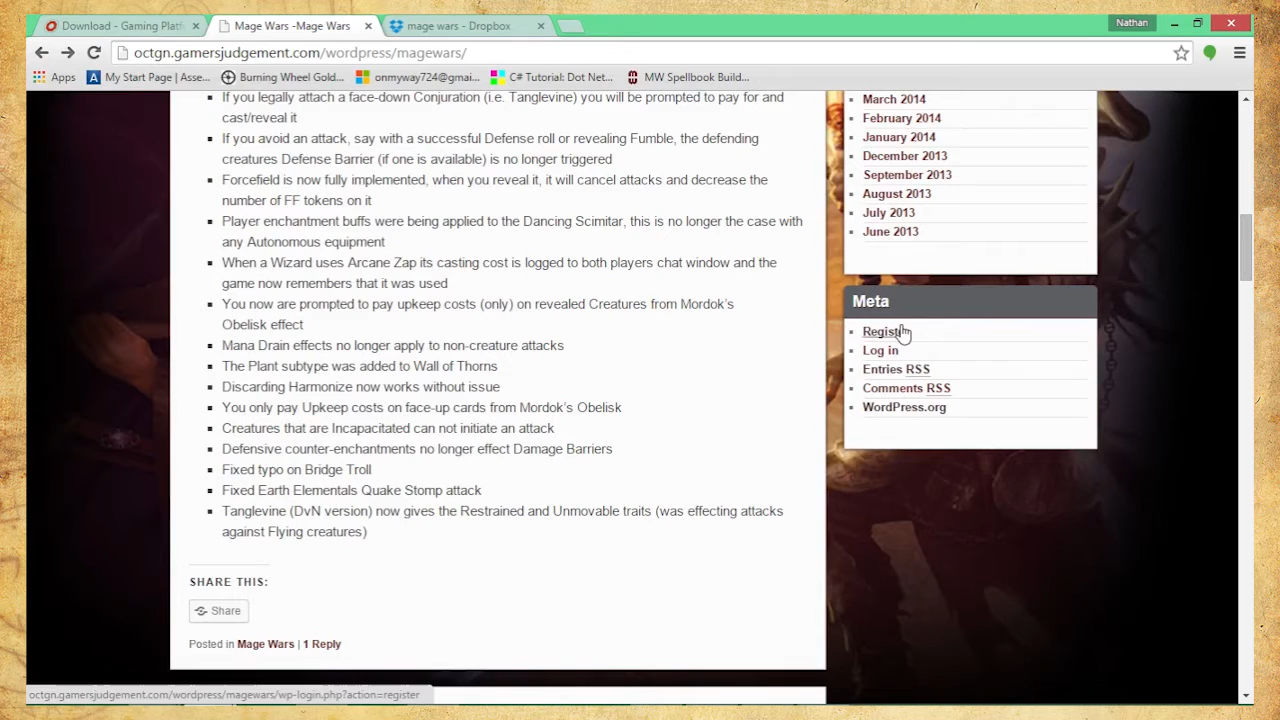 Download - Gaming Platf
Mage Wars -Mage Wars
mage wars - Dropbox
Nathan
octgn.gamersjudgement.com/wordpress/magewars/
Apps
My Start Page | Asse...
Burning Wheel Gold...
onmyway724@gmai...
C# Tutorial: Dot Net...
MW Spellbook Build...
If you legally attach a face-down Conjuration (i.e. Tanglevine) you will be prompted to pay for and
cast/reveal it
If you avoid an attack, say with a successful Defense roll or revealing Fumble, the defending
creatures Defense Barrier (if one is available) is no longer triggered
Forcefield is now fully implemented, when you reveal it, it will cancel attacks and decrease the
number of FF tokens on it
Player enchantment buffs were being applied to the Dancing Scimitar, this is no longer the case with
any Autonomous equipment
When a Wizard uses Arcane Zap its casting cost is logged to both players chat window and the
game now remembers that it was used
You now are prompted to pay upkeep costs (only) on revealed Creatures from Mordok's
Obelisk effect
Mana Drain effects no longer apply to non-creature attacks
The Plant subtype was added to Wall of Thorns
Discarding Harmonize now works without issue
You only pay Upkeep costs on face-up cards from Mordok's Obelisk
Creatures that are Incapacitated can not initiate an attack
Defensive counter-enchantments no longer effect Damage Barriers
Fixed typo on Bridge Troll
Fixed Earth Elementals Quake Stomp attack
Tanglevine (DvN version) now gives the Restrained and Unmovable traits (was effecting attacks
against Flying creatures)
SHARE THIS:
Share
Posted in Mage Wars | 1 Reply
March 2014
February 2014
January 2014
December 2013
September 2013
August 2013
July 2013
June 2013
Meta
Register
Log in
Entries RSS
Comments RSS
WordPress.org
octgn.gamersjudgement.com/wordpress/magewars/wp-login.php?action=register